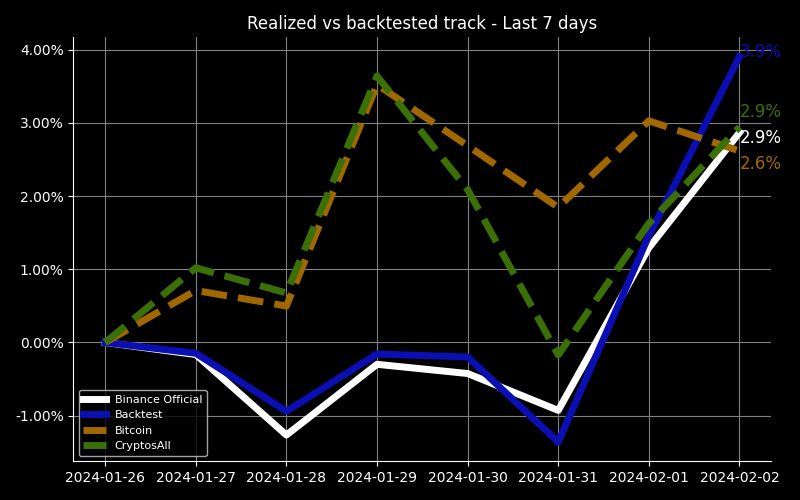 Realized vs backtested track - Last 7 days
4.00%
3.00%
2.00%
1.00%
0.00%
-1.00%
3.9%
2.9%
2.9%
2.6%
Binance Official
Backtest
Bitcoin
CryptosAll
2024-01-26 2024-01-27 2024-01-28 2024-01-29 2024-01-30 2024-01-31 2024-02-01 2024-02-02